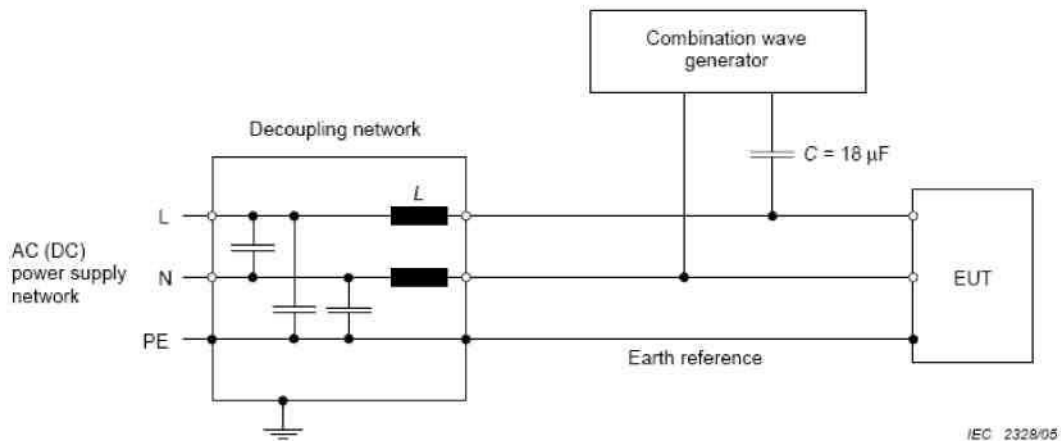 Combination wave
generator
Decoupling network
C = 18 µF
L
L
AC (DC)
power supply
network
N
EUT
PE
Earth reference
IEC 2328/05